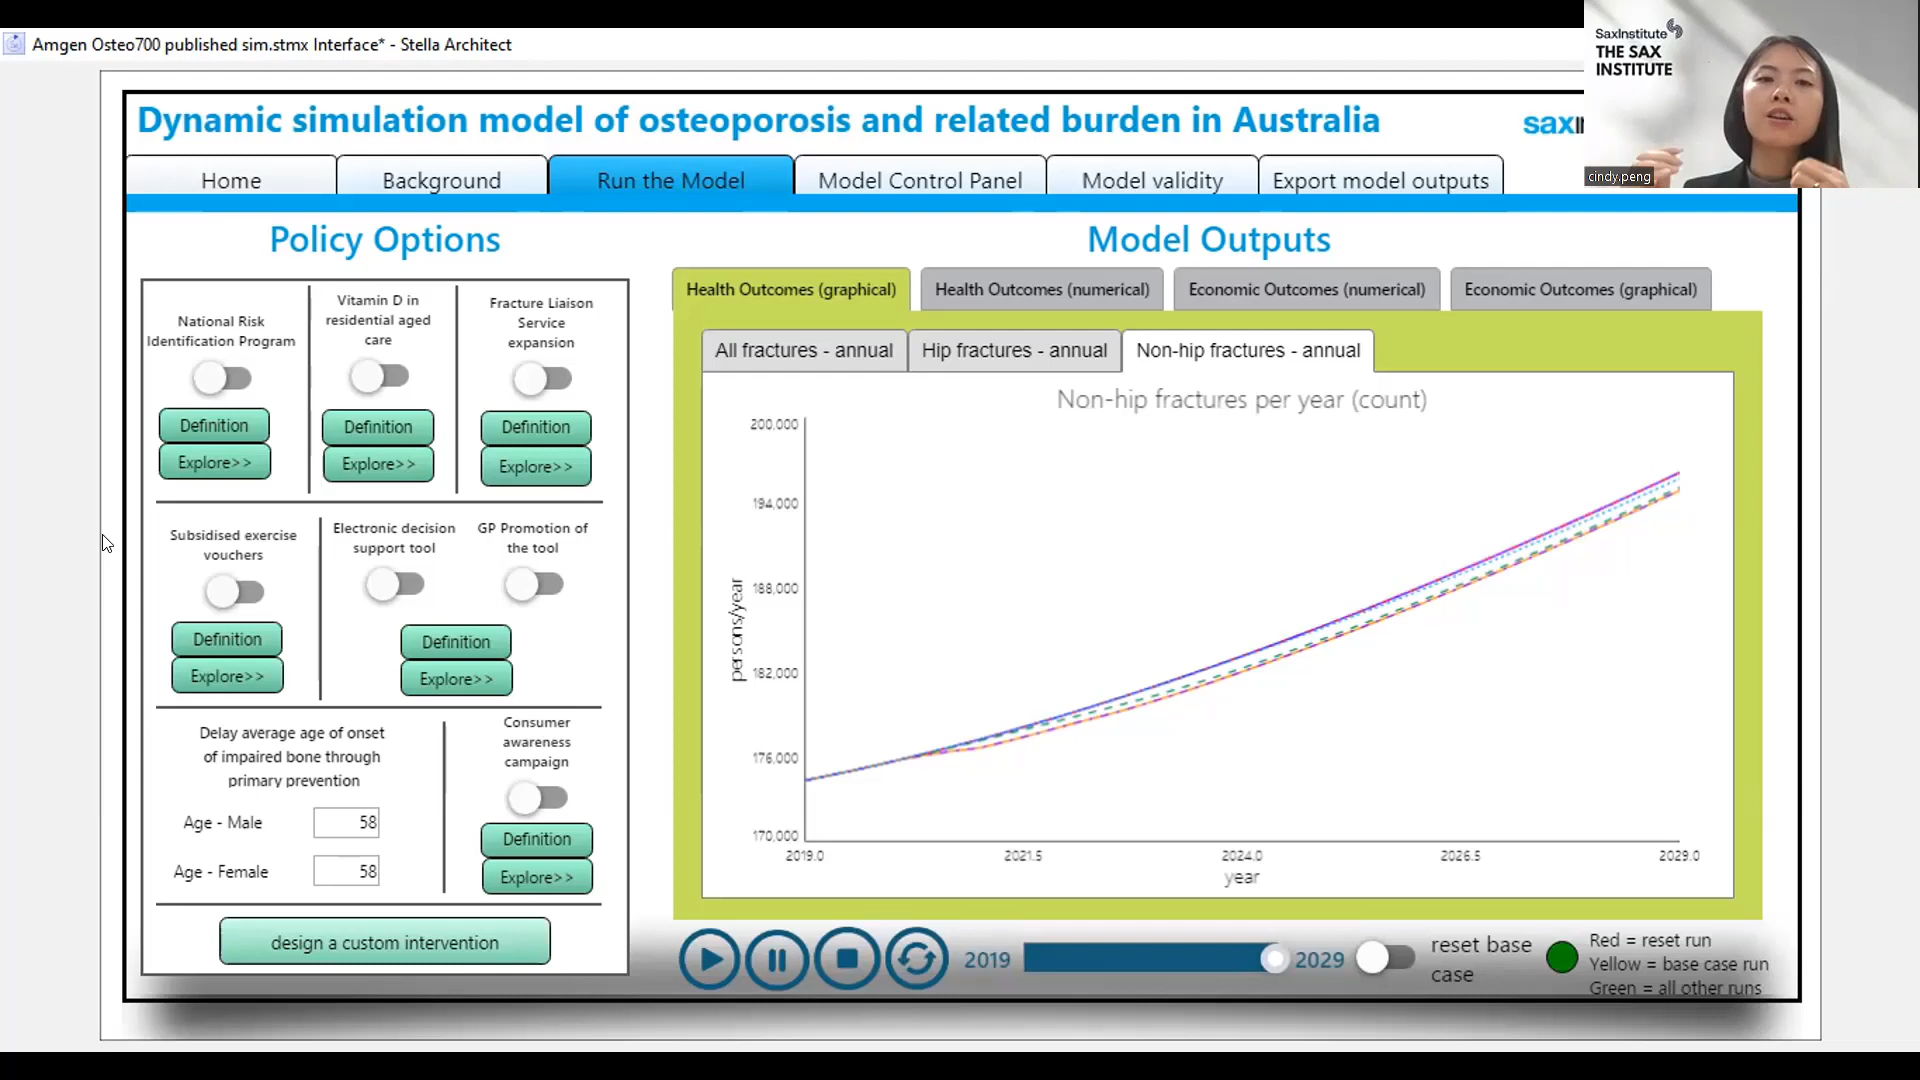 Amgen Osteo700 published sim.stmx Interface* - Stella Architect
SaxInstitute
THE SAX
INSTITUTE
cindy.peng
Dynamic simulation model of osteoporosis and related burden in Australia
Home
Background
Run the Model
Model Control Panel
Model validity
Export model outputs
Policy Options
National Risk
Identification Program
Definition
Explore>>
Vitamin D in
residential aged
care
Definition
Explore>>
Fracture Liaison
Service
expansion
Definition
Explore>>
Subsidised exercise
vouchers
Definition
Explore>>
Electronic decision
support tool
GP Promotion of
the tool
Definition
Explore>>
Delay average age of onset
of impaired bone through
primary prevention
Age - Male 58
Age - Female 58
Consumer
awareness
campaign
Definition
Explore>>
design a custom intervention
Model Outputs
Health Outcomes (graphical)
Health Outcomes (numerical)
Economic Outcomes (numerical)
Economic Outcomes (graphical)
All fractures - annual
Hip fractures - annual
Non-hip fractures - annual
Non-hip fractures per year (count)
persons/year
200,000
194,000
188,000
182,000
176,000
170,000
2019.0 2021.5 2024.0 2026.5 2029.0
year
2019
2029
reset base
case
Red = reset run
Yellow = base case run
Green = all other runs